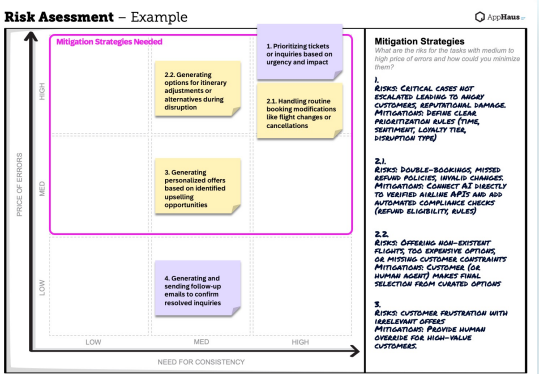 Risk Asessment – Example
AppHaus
Mitigation Strategies Needed
1. Prioritizing tickets
or inquiries based on
urgency and impact
2.2. Generating
options for itinerary
adjustments or
alternatives during
disruption
2.1. Handling routine
booking modifications
like flight changes or
cancellations
3. Generating
personalized offers
based on identified
upselling
opportunities
4. Generating and
sending follow-up
emails to confirm
resolved inquiries
PRICE OF ERRORS
HIGH
MED
LOW
LOW
MED
HIGH
NEED FOR CONSISTENCY
Mitigation Strategies
What are the riks for the tasks with medium to
high price of errors and how could you minimize
them?
1.
Risks: Critical cases not
escalated leading to angry
customers, reputational damage.
Mitigations: Define clear
prioritization rules (time,
sentiment, loyalty tier,
disruption type)
2.1.
Risks: Double-bookings, missed
refund policies, invalid changes.
Mitigations: Connect AI directly
to verified airline APIs and add
automated compliance checks
(refund eligibility, rules)
2.2.
Risks: Offering non-existent
flights, too expensive options,
or missing customer constraints
Mitigations: Customer (or
human agent) makes final
selection from curated options
3.
Risks: customer frustration with
irrelevant offers
Mitigations: Provide human
override for high-value
customers.